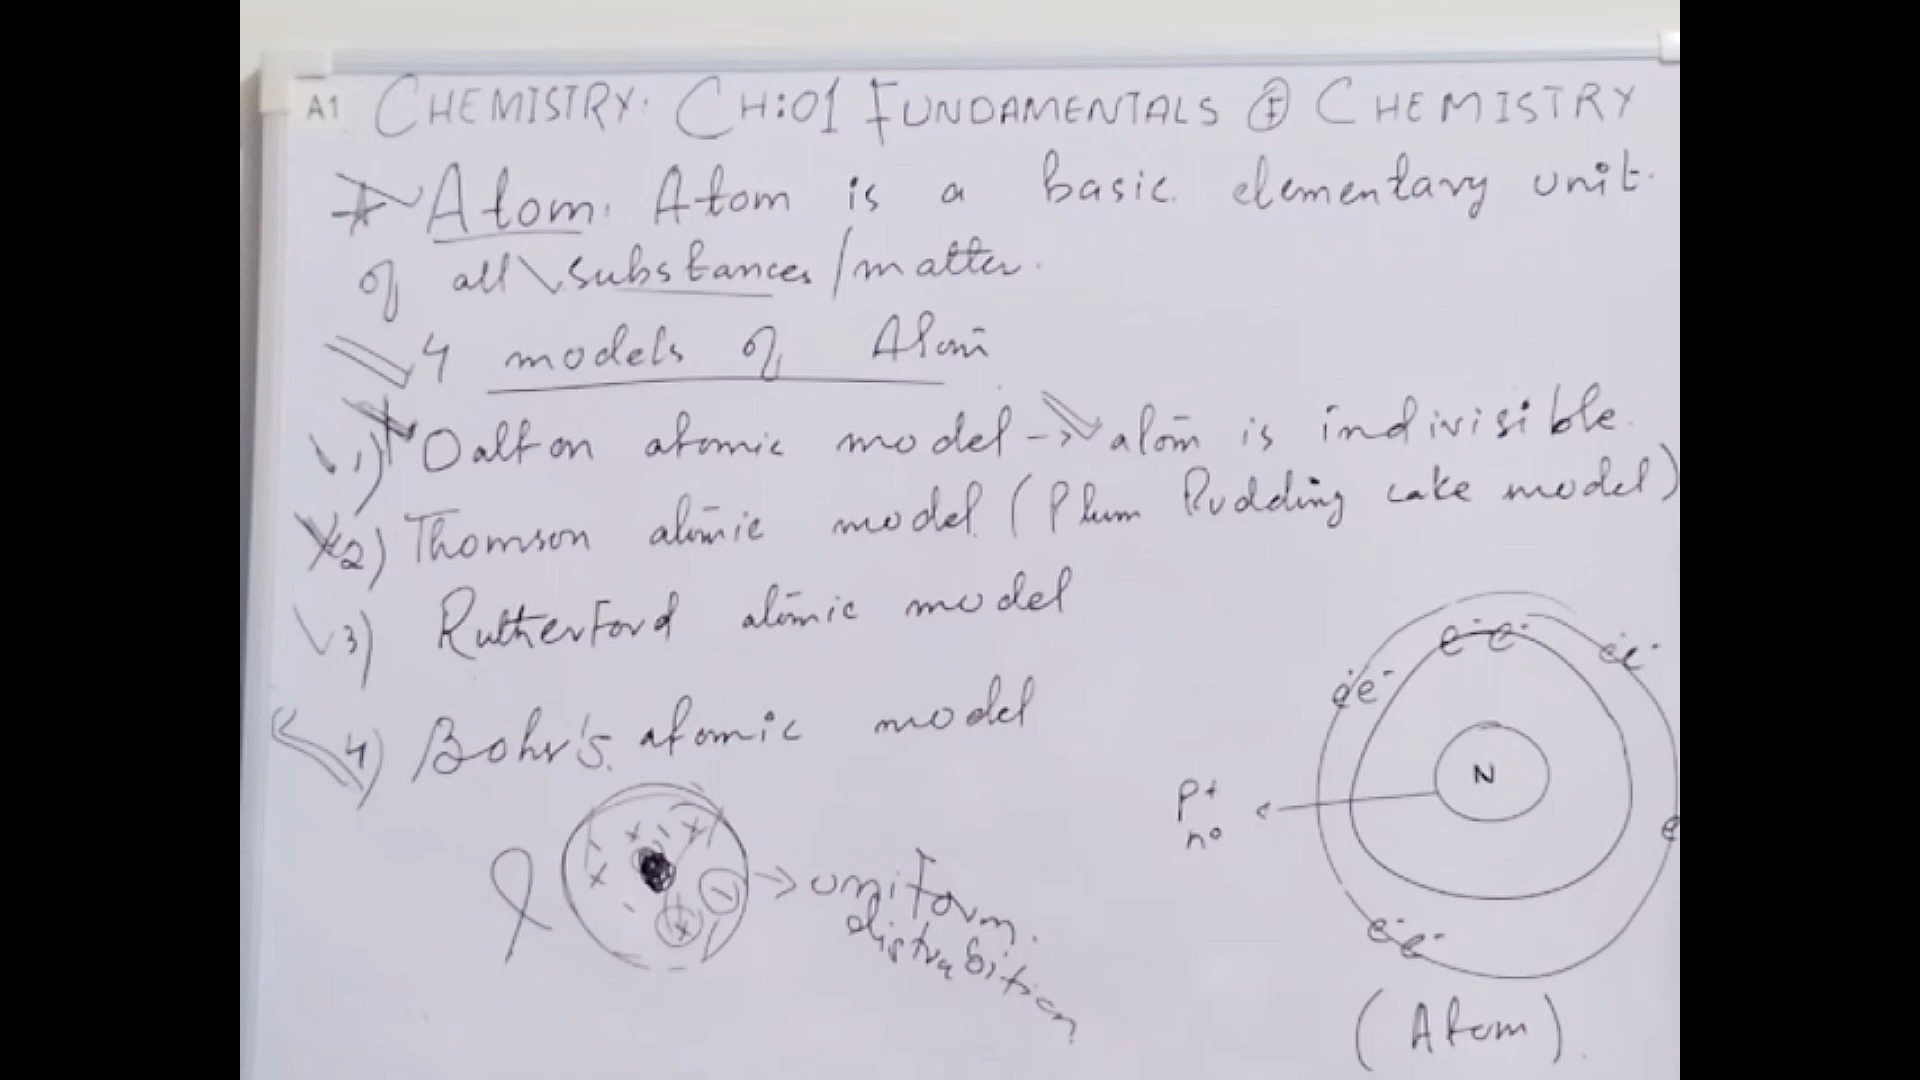 A1
CHEMISTRY: CH:01 FUNDAMENTALS OF CHEMISTRY
Atom. Atom is a basic elementary unit
of all substances/matter.
4 models of Atom
1) Dalton atomic model -> atom is indivisible.
2) Thomson atomic model (Plum Pudding cake model)
3) Rutherford atomic model
4) Bohr's atomic model
e⁻ e⁻
e e⁻
e e⁻
N
P+
n°
e
e⁻ e⁻
-> uniform
distrabition
(Atom)